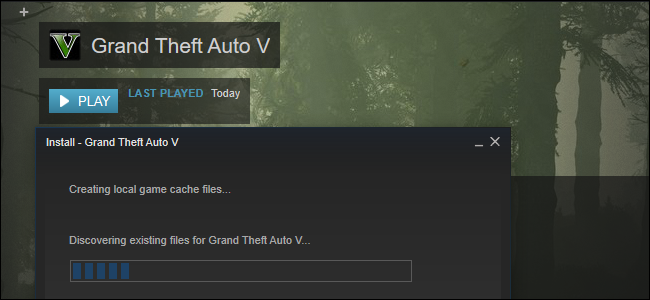 Grand Theft Auto V
PLAY LAST PLAYED Today
Install - Grand Theft Auto V
Creating local game cache files...
Discovering existing files for Grand Theft Auto V...